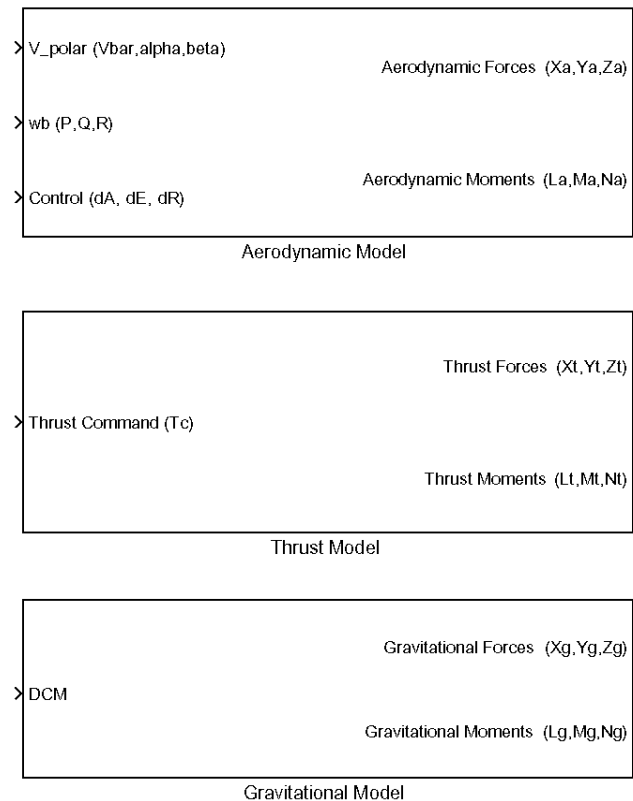 V_polar (Vbar,alpha,beta)
Aerodynamic Forces (Xa,Ya,Za)
wb (P,Q,R)
Aerodynamic Moments (La,Ma,Na)
Control (dA, dE, dR)
Aerodynamic Model
Thrust Forces (Xt,Yt,Zt)
Thrust Command (Tc)
Thrust Moments (Lt,Mt,Nt)
Thrust Model
Gravitational Forces (Xg,Yg,Zg)
DCM
Gravitational Moments (Lg,Mg,Ng)
Gravitational Model